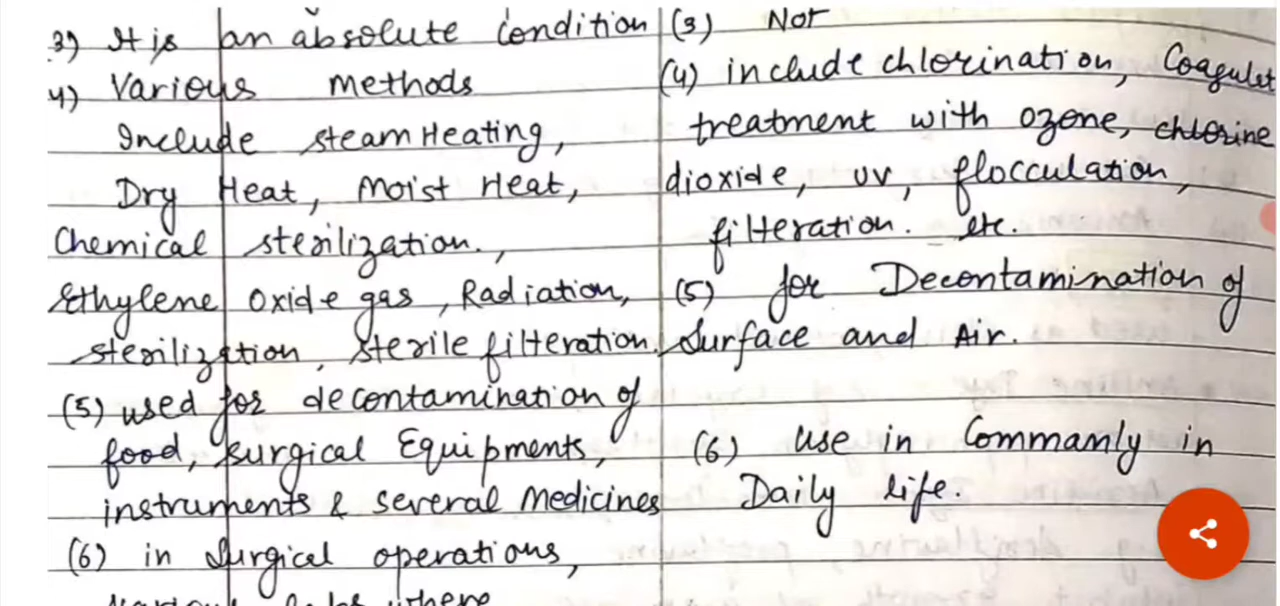 3) It is an absolute Condition
4) Various methods
Include steam Heating,
Dry Heat, Moist Heat,
Chemical sterilization.,
Ethylene Oxide gas, Radiation,
sterilization, sterile filteration.
(5) used for decontamination of
food, surgical Equipments,
instruments & several Medicines
(6) in Surgical operations,
where
(3) Not
(4) include chlorination, Coagulet
treatment with ozone, chlorine
dioxide, UV, flocculation,
filteration. etc.
(5) for Decontamination of
Surface and Air.
(6) use in Commamly in
Daily life.